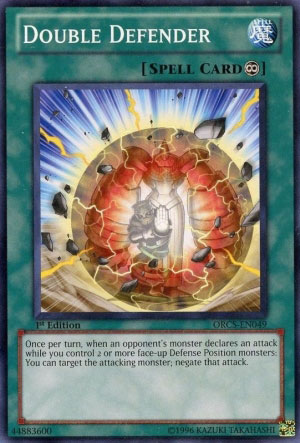 DOUBLE DEFENDER
[SPELL CARD]
1st Edition ORCS-EN049
Once per turn, when an opponent's monster declares an attack
while you control 2 or more face-up Defense Position monsters:
You can target the attacking monster; negate that attack.
44883600 ©1996 KAZUKI TAKAHASHI